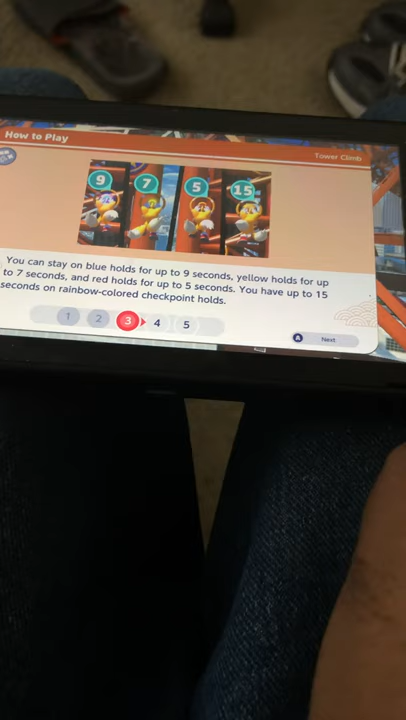 How to Play
Tower Climb
9 7 5 15
You can stay on blue holds for up to 9 seconds, yellow holds for up
to 7 seconds, and red holds for up to 5 seconds. You have up to 15
seconds on rainbow-colored checkpoint holds.
1 2 3 4 5
A Next